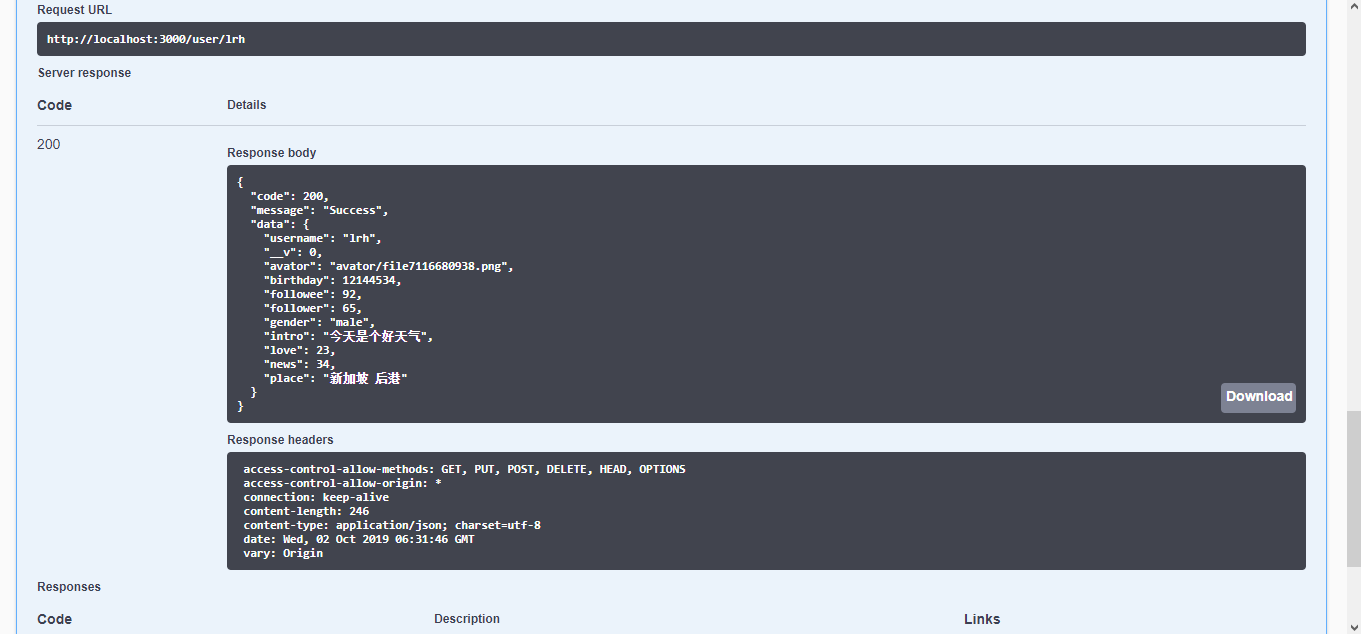 Request URL
http://localhost:3000/user/lrh
Server response
Code Details
200
Response body
{
  "code": 200,
  "message": "Success",
  "data": {
    "username": "lrh",
    "__v": 0,
    "avator": "avator/file7116680938.png",
    "birthday": 12144534,
    "followee": 92,
    "follower": 65,
    "gender": "male",
    "intro": "今天是个好天气",
    "love": 23,
    "news": 34,
    "place": "新加坡 后港"
  }
}
Download
Response headers
access-control-allow-methods: GET, PUT, POST, DELETE, HEAD, OPTIONS
access-control-allow-origin: *
connection: keep-alive
content-length: 246
content-type: application/json; charset=utf-8
date: Wed, 02 Oct 2019 06:31:46 GMT
vary: Origin
Responses
Code Description Links